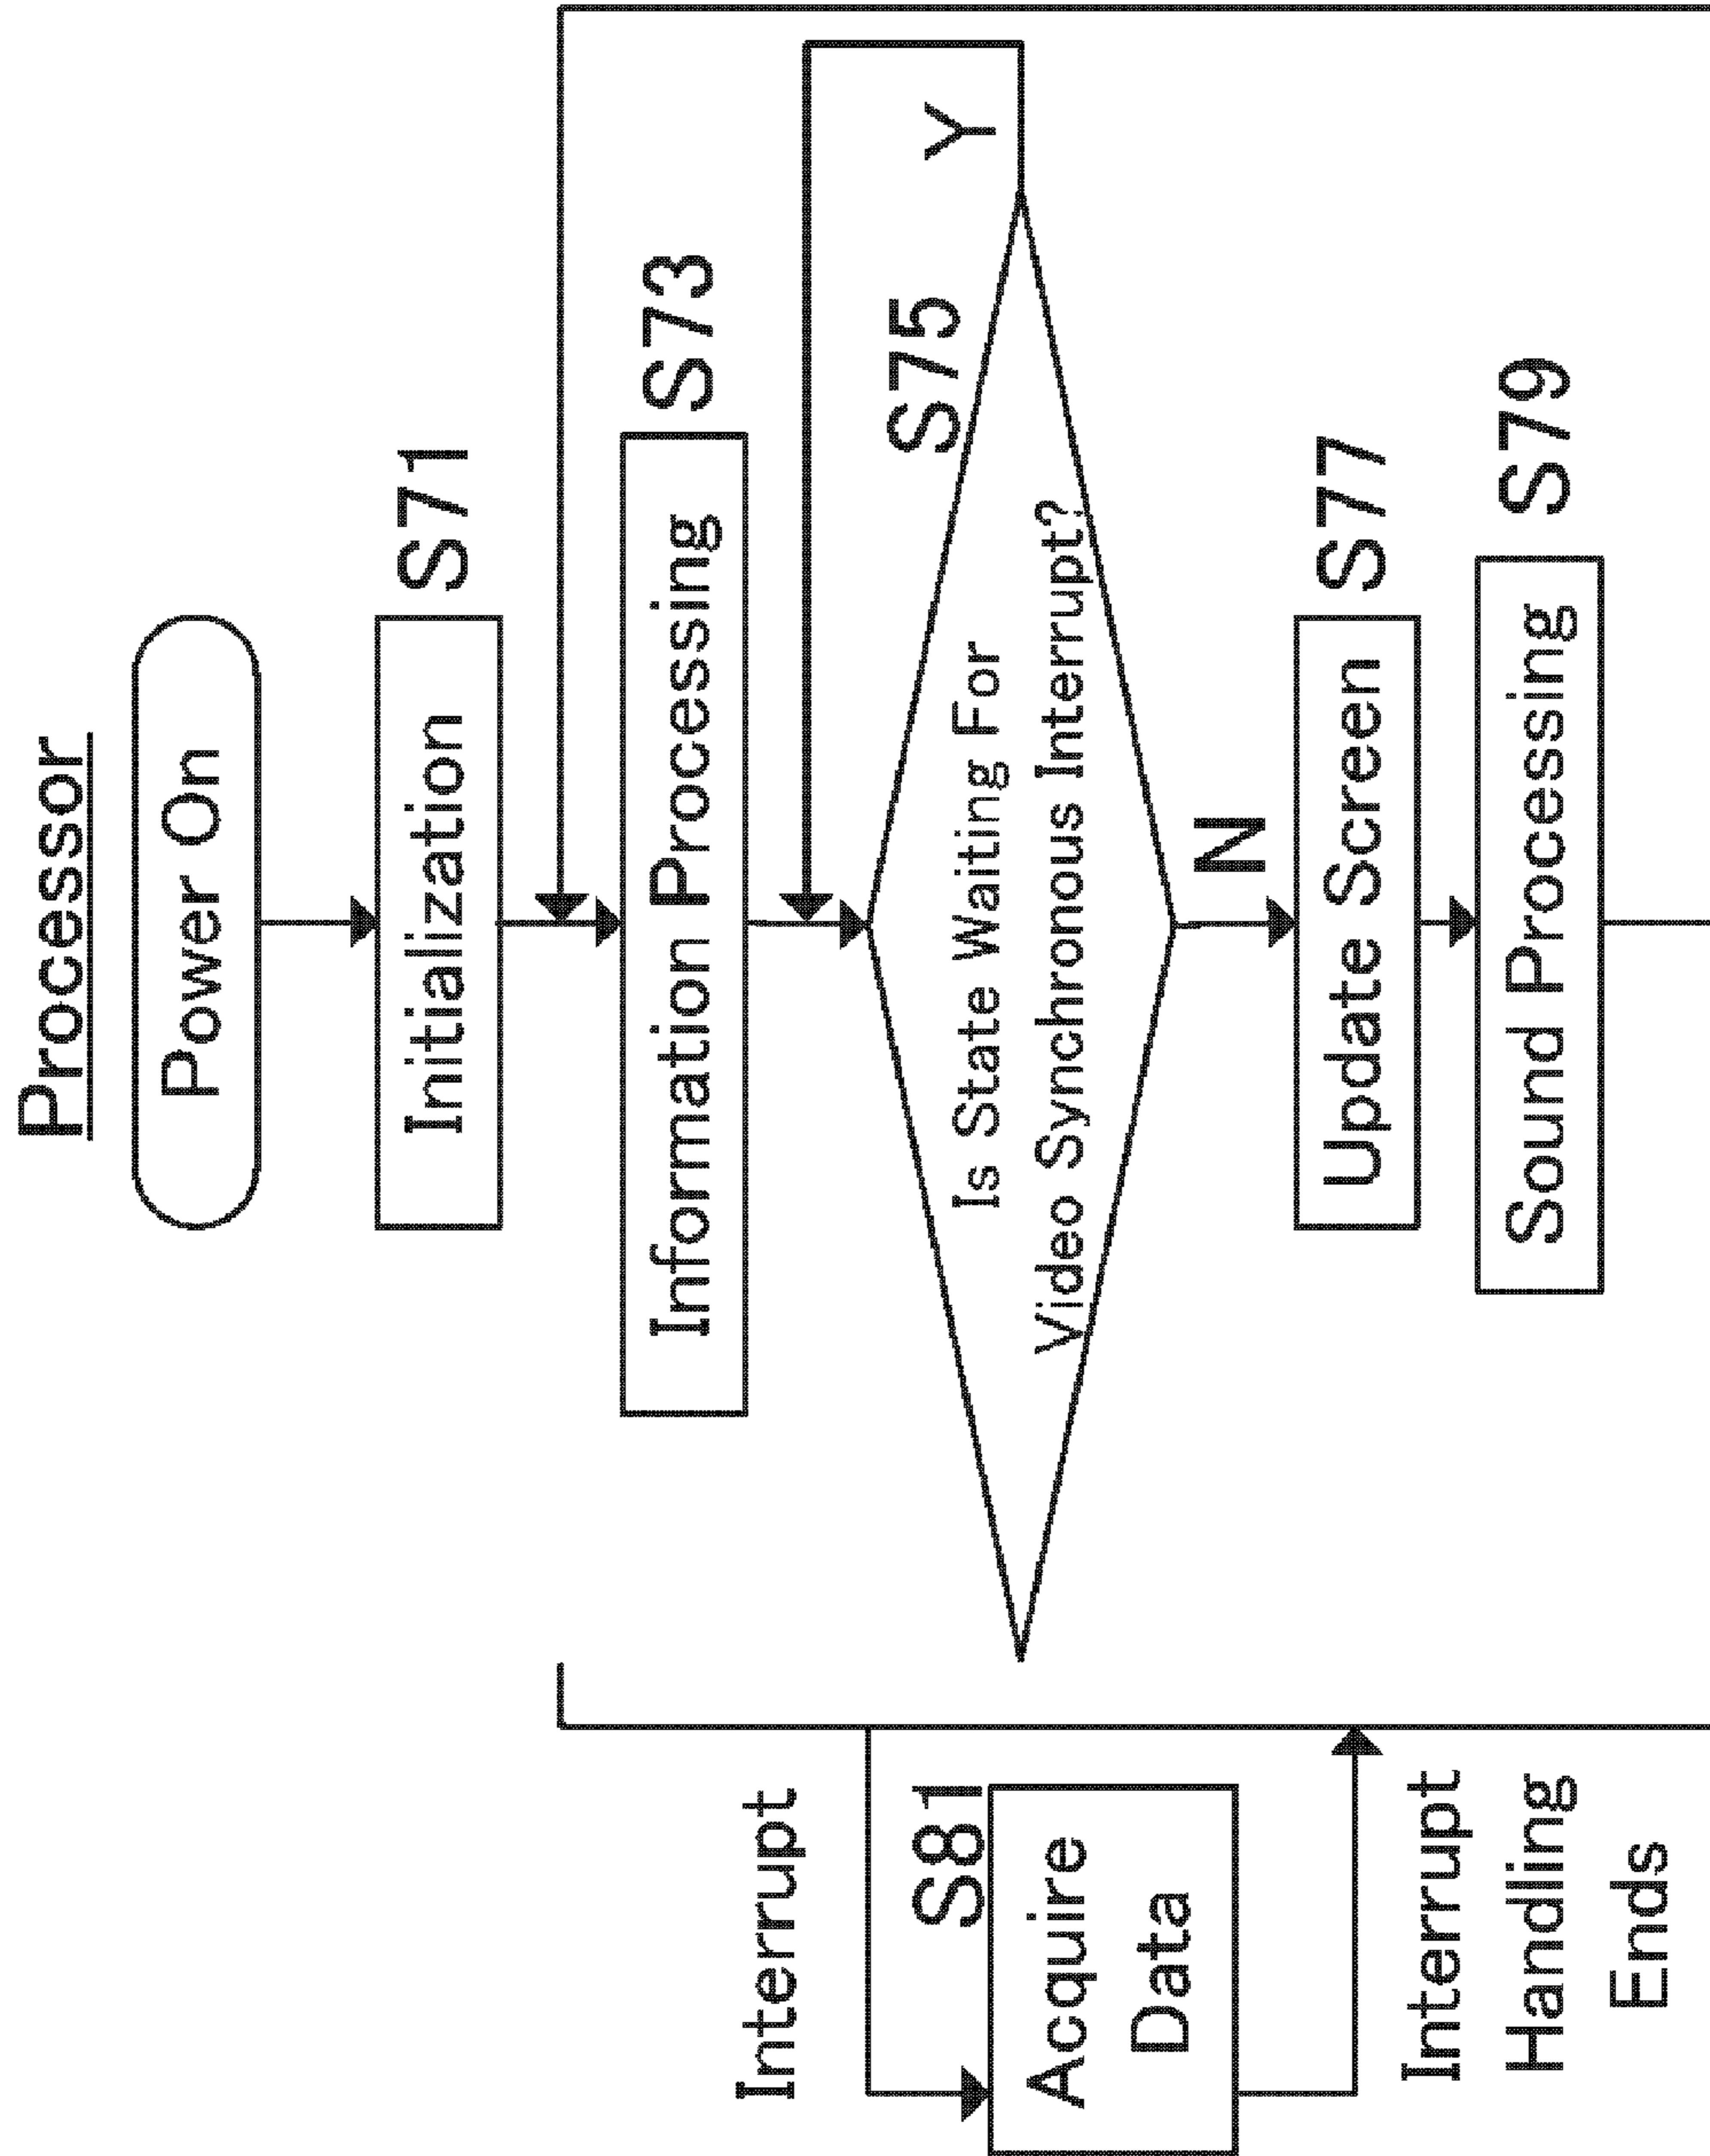 Processor
Power On
Initialization
S71
Information Processing
S73
S75
Is State Waiting For
Video Synchronous Interrupt?
Y
N
Update Screen
S77
Sound Processing
S79
Interrupt
S81
Acquire
Data
Interrupt
Handling
Ends